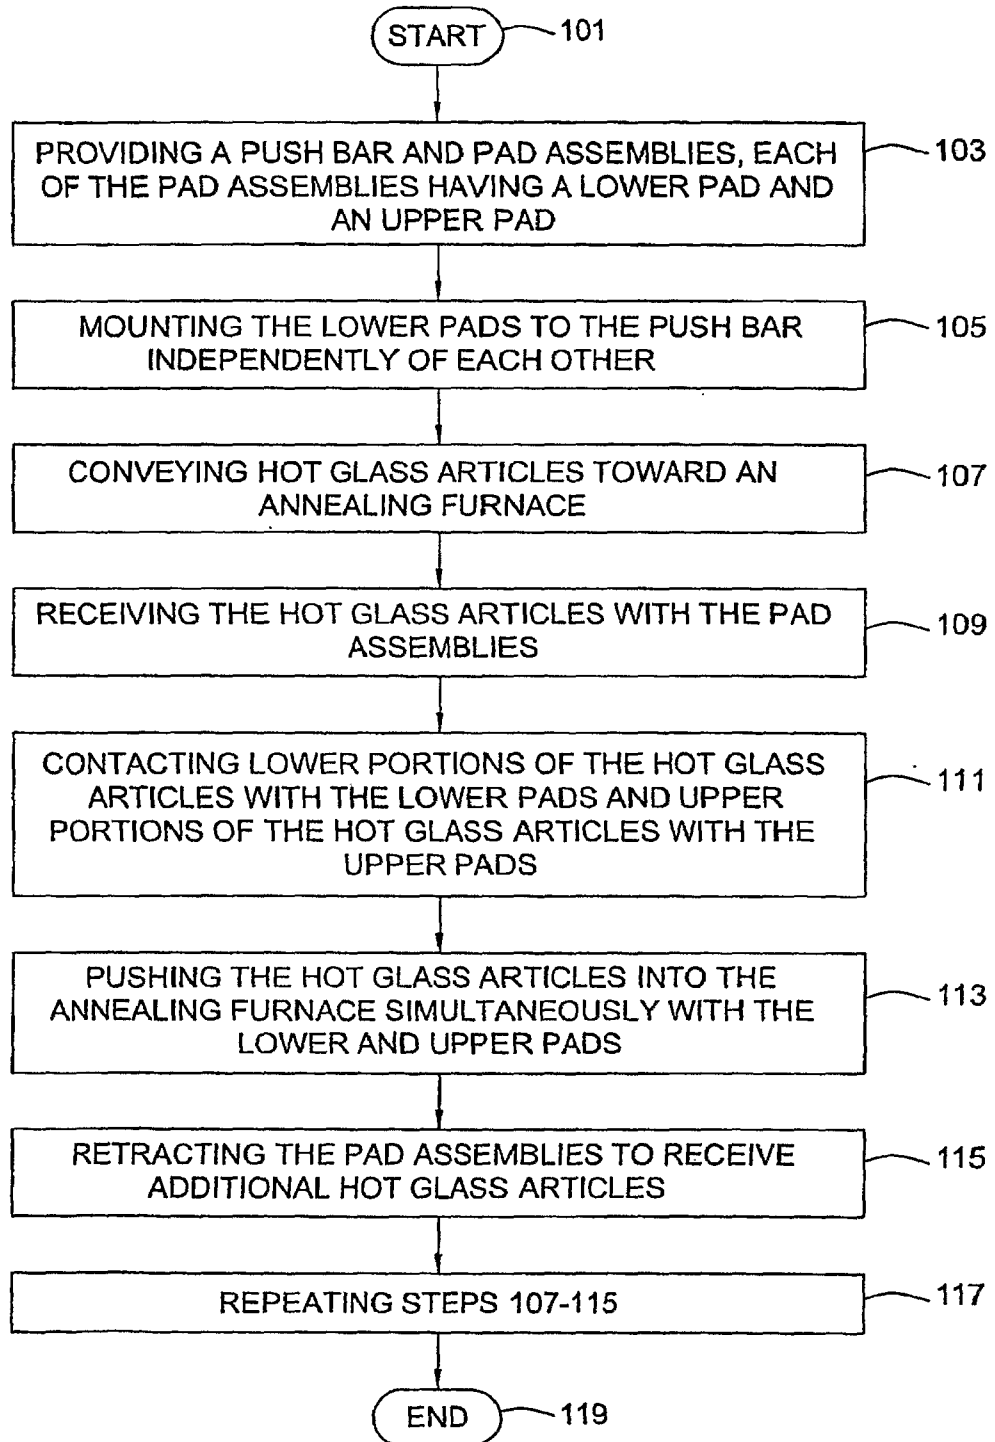 START
101
PROVIDING A PUSH BAR AND PAD ASSEMBLIES, EACH
OF THE PAD ASSEMBLIES HAVING A LOWER PAD AND
AN UPPER PAD
103
MOUNTING THE LOWER PADS TO THE PUSH BAR
INDEPENDENTLY OF EACH OTHER
105
CONVEYING HOT GLASS ARTICLES TOWARD AN
ANNEALING FURNACE
107
RECEIVING THE HOT GLASS ARTICLES WITH THE PAD
ASSEMBLIES
109
CONTACTING LOWER PORTIONS OF THE HOT GLASS
ARTICLES WITH THE LOWER PADS AND UPPER
PORTIONS OF THE HOT GLASS ARTICLES WITH THE
UPPER PADS
111
PUSHING THE HOT GLASS ARTICLES INTO THE
ANNEALING FURNACE SIMULTANEOUSLY WITH THE
LOWER AND UPPER PADS
113
RETRACTING THE PAD ASSEMBLIES TO RECEIVE
ADDITIONAL HOT GLASS ARTICLES
115
REPEATING STEPS 107-115
117
END
119